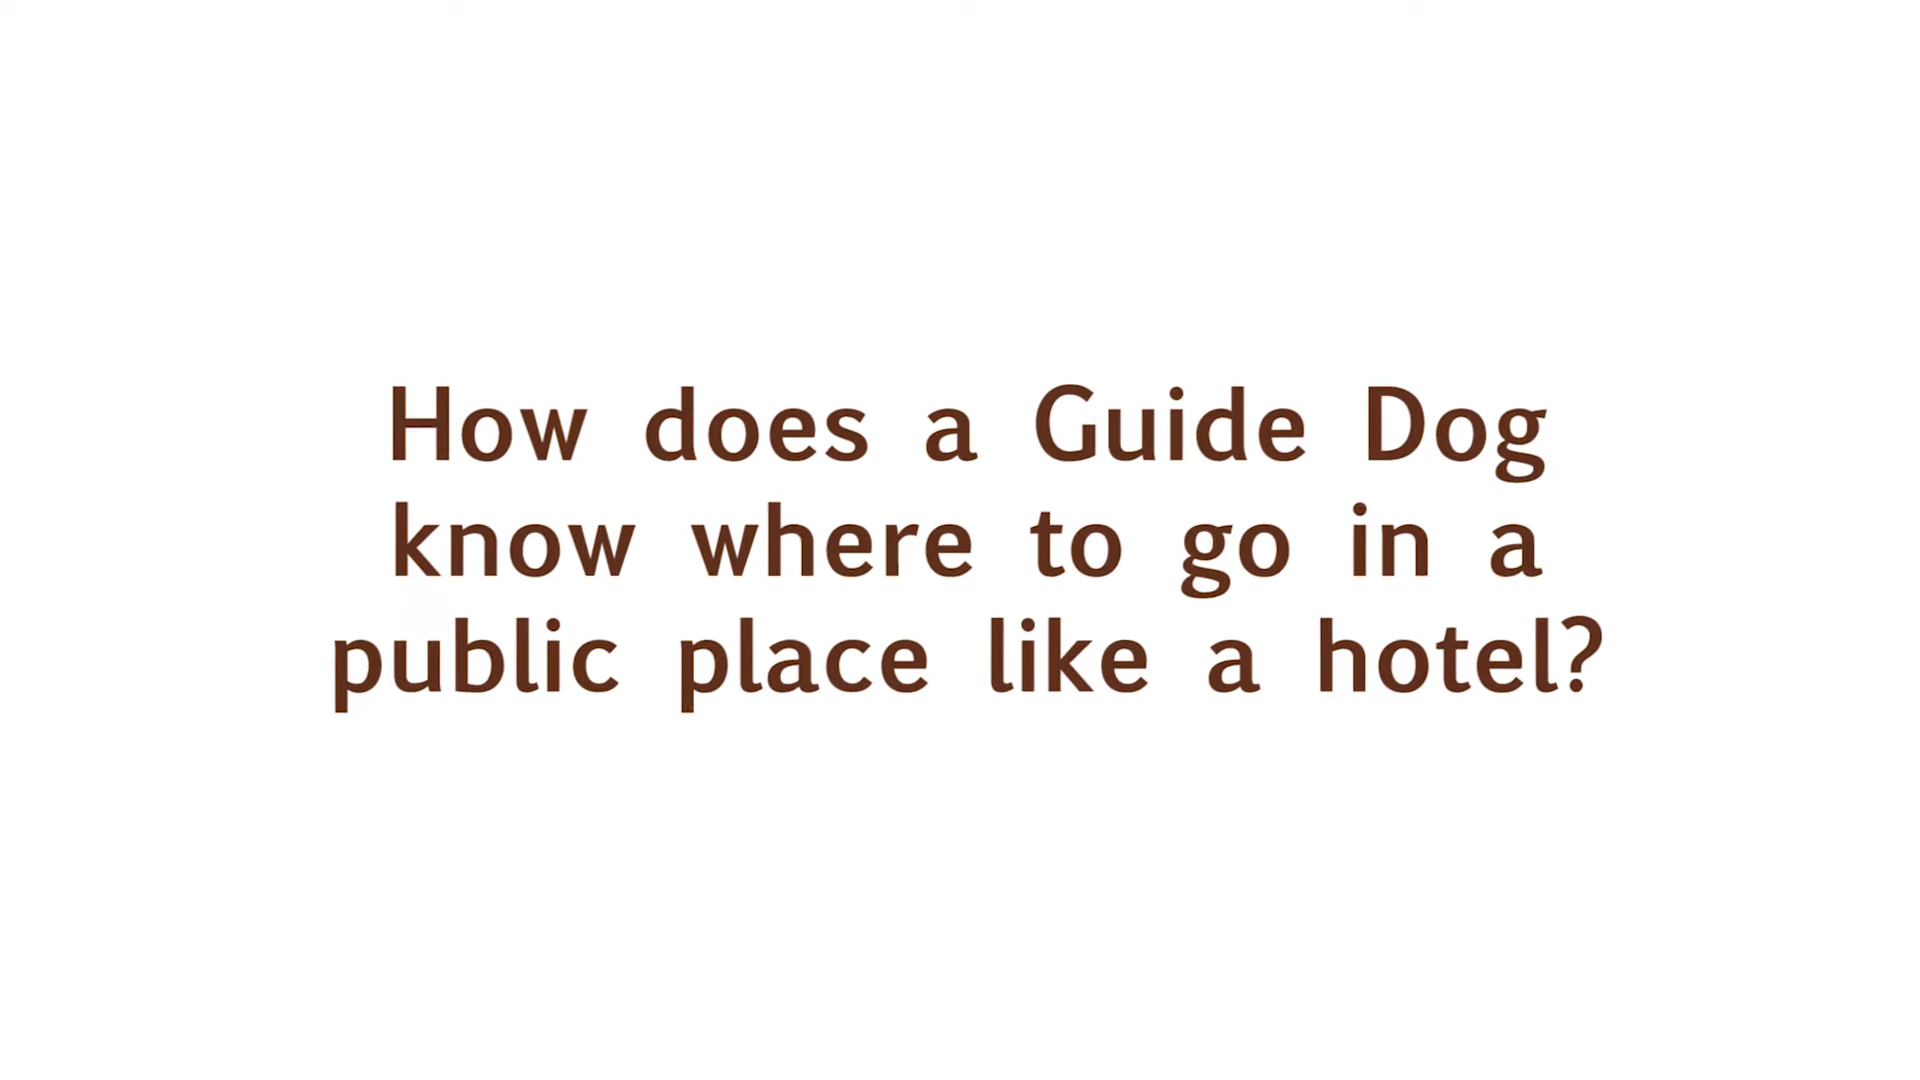 How does a Guide Dog
know where to go in a
public place like a hotel?